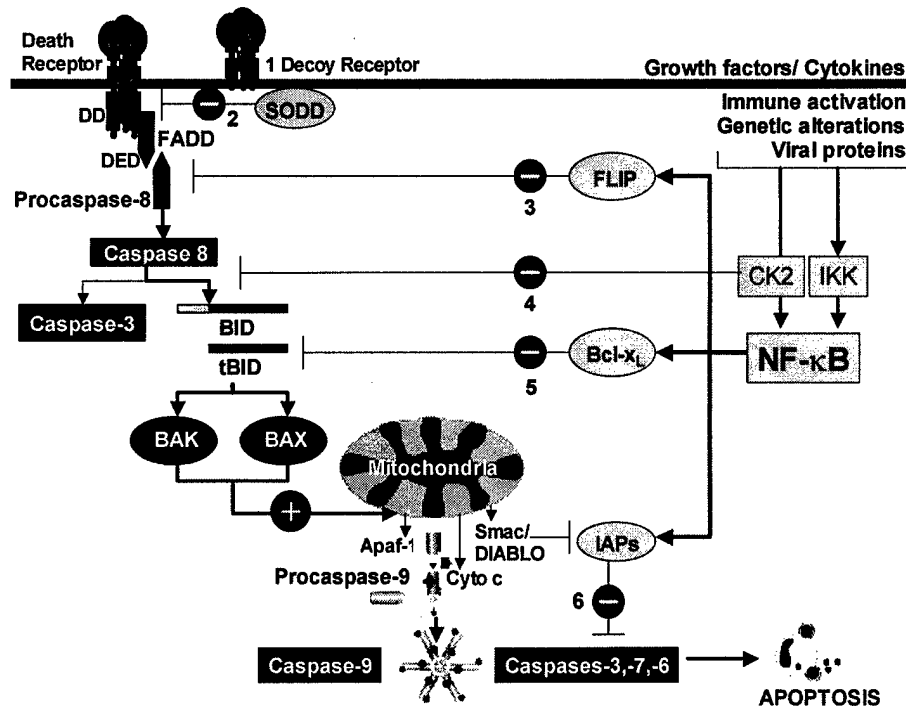 Death
Receptor
1 Decoy Receptor
Growth factors/ Cytokines
Immune activation
Genetic alterations
Viral proteins
DD
2
SODD
FADD
DED
FLIP
3
Procaspase-8
Caspase 8
4
CK2
IKK
Caspase-3
BID
tBID
5
Bcl-xL
NF-κB
BAK
BAX
Mitochondria
+
Apaf-1
Smac/
DIABLO
IAPs
Procaspase-9
Cyto c
6
Caspase-9
Caspases-3,-7,-6
APOPTOSIS